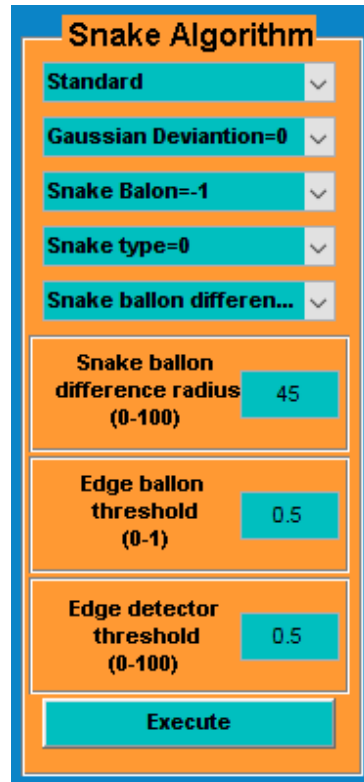 Snake Algorithm
Standard
Gaussian Deviantion=0
Snake Balon=-1
Snake type=0
Snake ballon differen...
Snake ballon
difference radius
(0-100)
45
Edge ballon
threshold
(0-1)
0.5
Edge detector
threshold
(0-100)
0.5
Execute